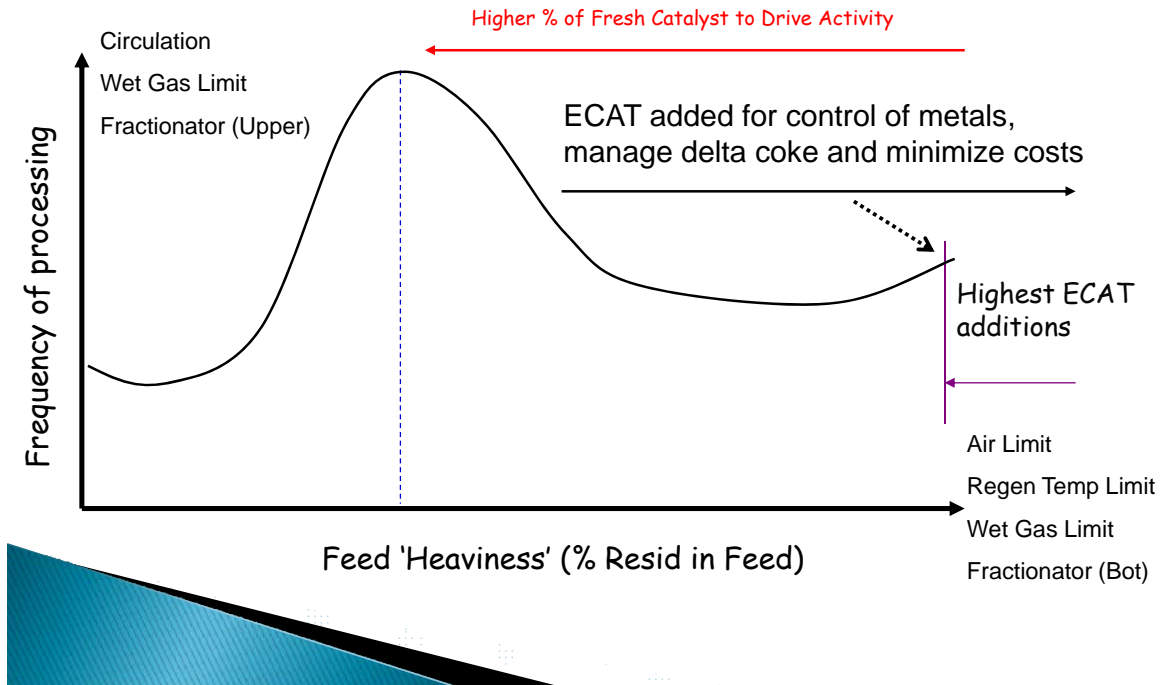 Higher % of Fresh Catalyst to Drive Activity
Circulation
Wet Gas Limit
Fractionator (Upper)
ECAT added for control of metals,
manage delta coke and minimize costs
Frequency of processing
Highest ECAT
additions
Air Limit
Regen Temp Limit
Wet Gas Limit
Fractionator (Bot)
Feed 'Heaviness' (% Resid in Feed)